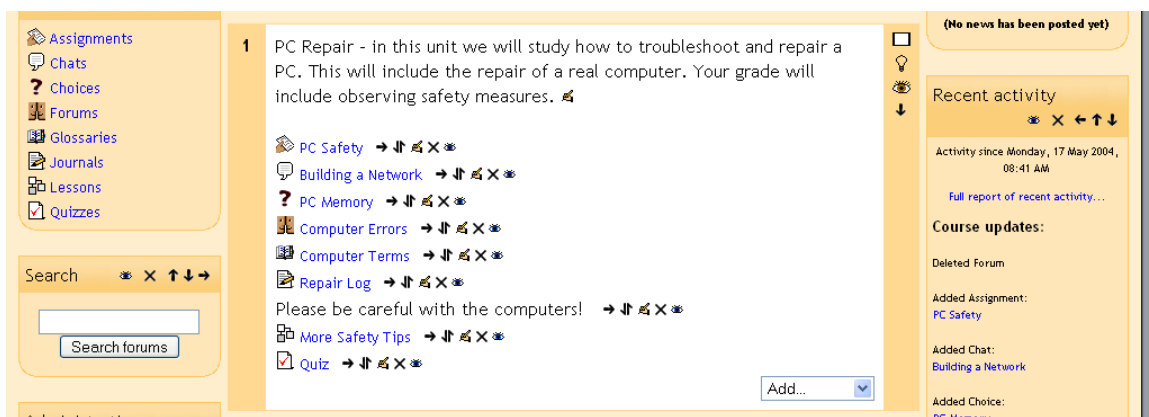 Assignments
Chats
Choices
Forums
Glossaries
Journals
Lessons
Quizzes
Search
Search forums
1
PC Repair - in this unit we will study how to troubleshoot and repair a
PC. This will include the repair of a real computer. Your grade will
include observing safety measures.
PC Safety
Building a Network
? PC Memory
Computer Errors
Computer Terms
Repair Log
Please be careful with the computers!
More Safety Tips
Quiz
Add...
(No news has been posted yet)
Recent activity
Activity since Monday, 17 May 2004,
08:41 AM
Full report of recent activity...
Course updates:
Deleted Forum
Added Assignment:
PC Safety
Added Chat:
Building a Network
Added Choice: